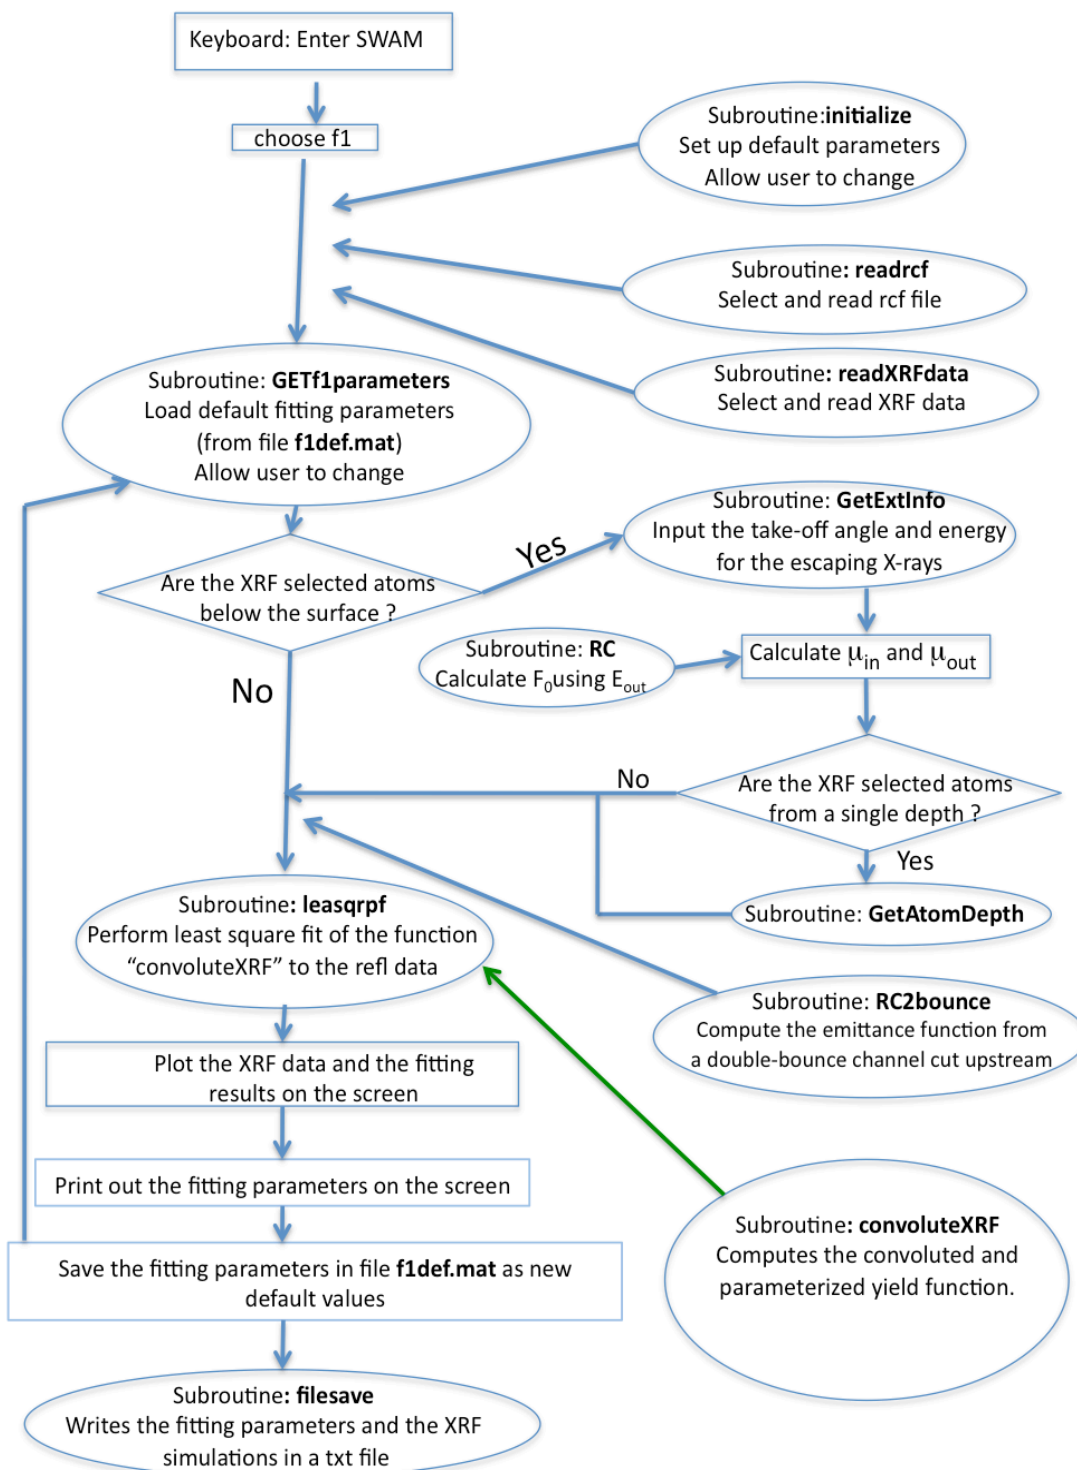 Keyboard: Enter SWAM
choose f1
Subroutine:initialize
Set up default parameters
Allow user to change
Subroutine: readrcf
Select and read rcf file
Subroutine: readXRFdata
Select and read XRF data
Subroutine: GETf1parameters
Load default fitting parameters
(from file f1def.mat)
Allow user to change
Subroutine: GetExtInfo
Input the take-off angle and energy
for the escaping X-rays
Yes
Are the XRF selected atoms
below the surface ?
Subroutine: RC
Calculate F0using Eout
Calculate μin and μout
No
No
Are the XRF selected atoms
from a single depth ?
Yes
Subroutine: GetAtomDepth
Subroutine: leasqrpf
Perform least square fit of the function
“convoluteXRF” to the refl data
Subroutine: RC2bounce
Compute the emittance function from
a double-bounce channel cut upstream
Plot the XRF data and the fitting
results on the screen
Print out the fitting parameters on the screen
Subroutine: convoluteXRF
Computes the convoluted and
parameterized yield function.
Save the fitting parameters in file f1def.mat as new
default values
Subroutine: filesave
Writes the fitting parameters and the XRF
simulations in a txt file